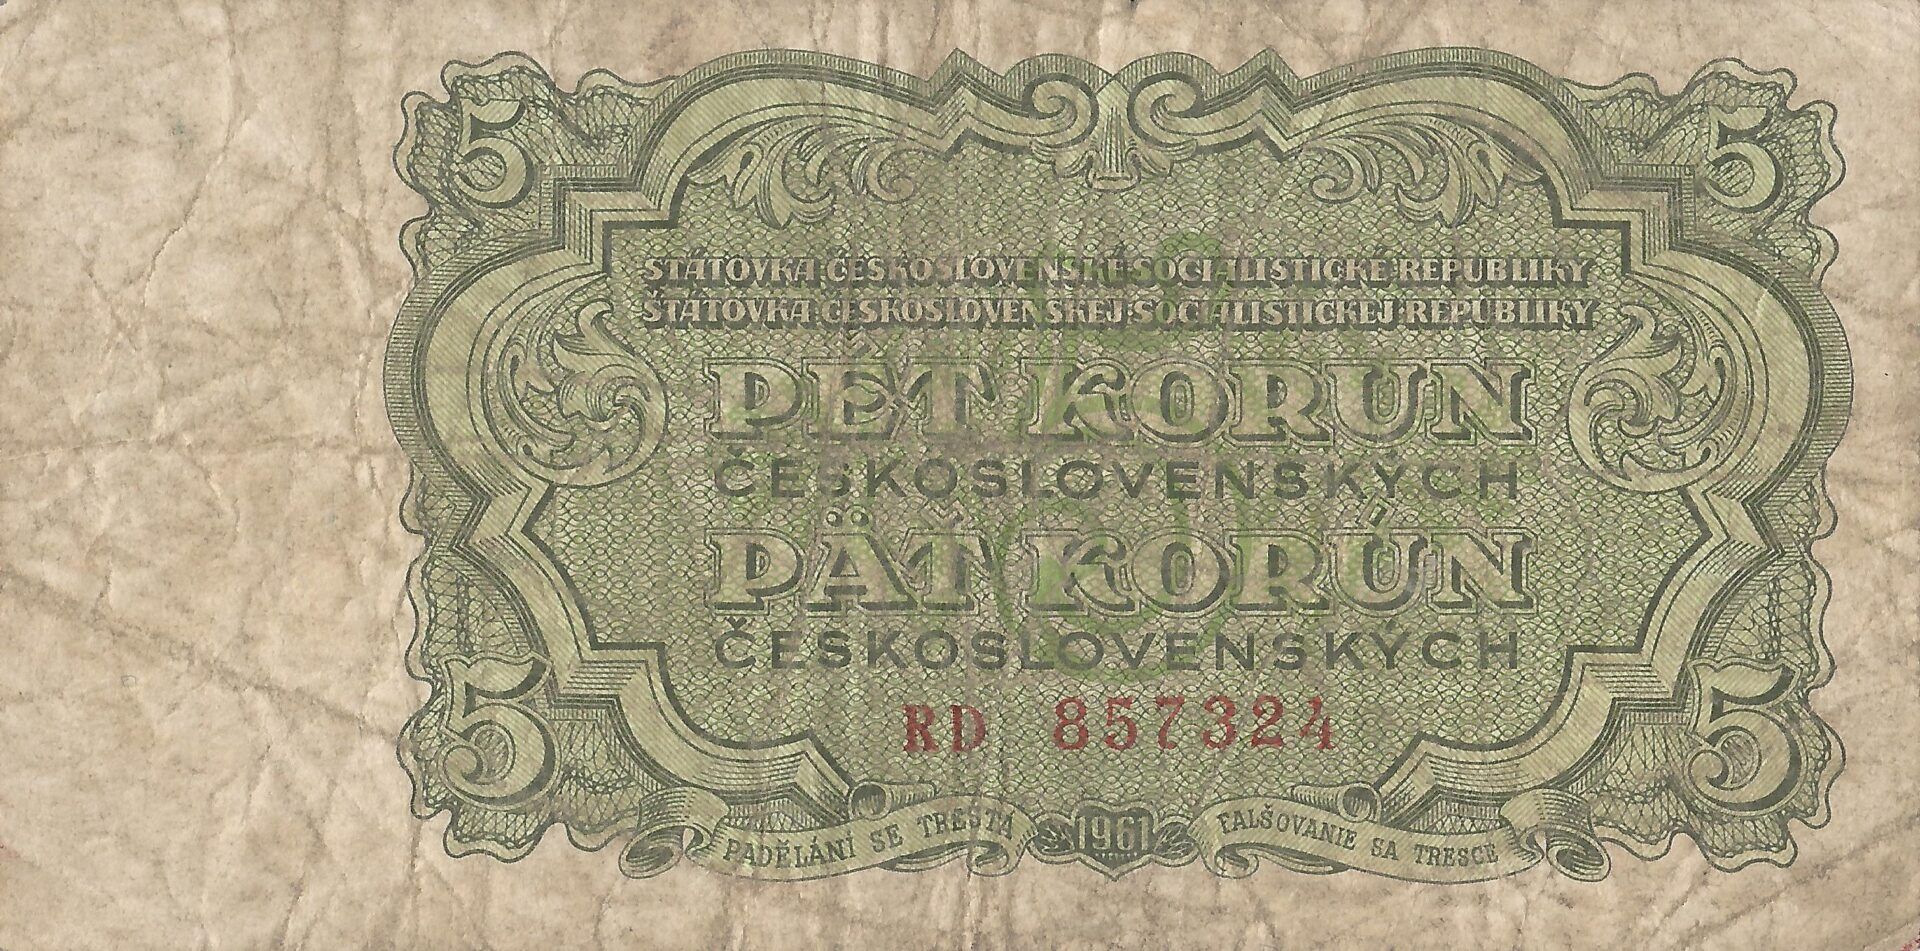 5 5
STÁTOVKA ČESKOSLOVENSKÉ SOCIALISTICKÉ REPUBLIKY
ŠTÁTOVKA ČESKOSLOVENSKEJ SOCIALISTICKEJ REPUBLIKY
PĚT KORUN
ČESKOSLOVENSKÝCH
PÄŤ KORÚN
ČESKOSLOVENSKÝCH
RD 857324
5 5
PADĚLÁNÍ SE TRESTÁ 1961 FALŠOVANIE SA TRESCE